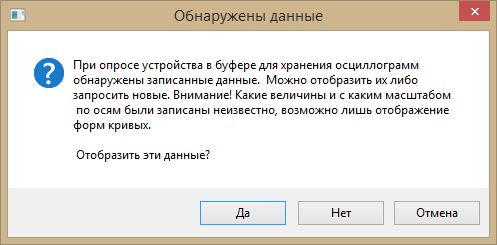 Обнаружены данные
При опросе устройства в буфере для хранения осциллограмм
обнаружены записанные данные.  Можно отобразить их либо
запросить новые. Внимание! Какие величины и с каким масштабом
по осям были записаны неизвестно, возможно лишь отображение
форм кривых.
Отобразить эти данные?
Да
Нет
Отмена